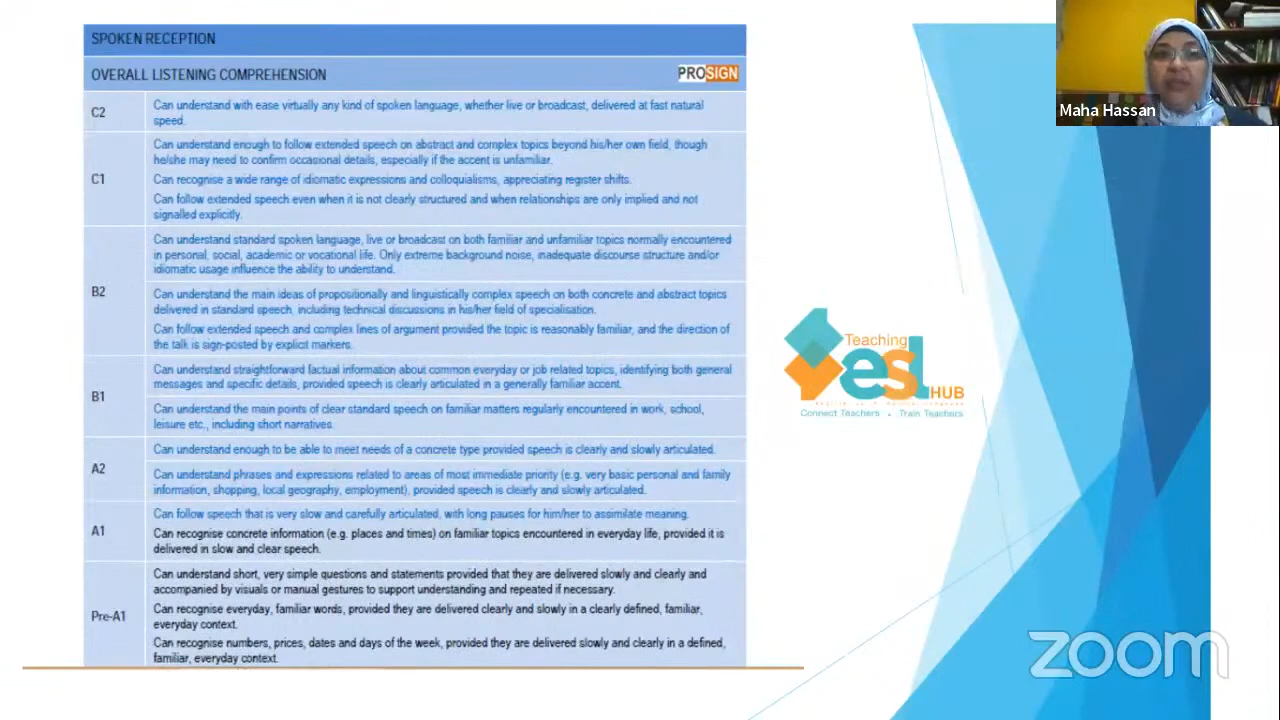 SPOKEN RECEPTION
OVERALL LISTENING COMPREHENSION
PROSIGN
C2
Can understand with ease virtually any kind of spoken language, whether live or broadcast, delivered at fast natural
speed.
C1
Can understand enough to follow extended speech on abstract and complex topics beyond his/her own field, though
he/she may need to confirm occasional details, especially if the accent is unfamiliar.
Can recognise a wide range of idiomatic expressions and colloquialisms, appreciating register shifts.
Can follow extended speech even when it is not clearly structured and when relationships are only implied and not
signalled explicitly.
B2
Can understand standard spoken language, live or broadcast on both familiar and unfamiliar topics normally encountered
in personal, social, academic or vocational life. Only extreme background noise, inadequate discourse structure and/or
idiomatic usage influence the ability to understand.
Can understand the main ideas of propositionally and linguistically complex speech on both concrete and abstract topics
delivered in standard speech, including technical discussions in his/her field of specialisation.
Can follow extended speech and complex lines of argument provided the topic is reasonably familiar, and the direction of
the talk is sign-posted by explicit markers.
B1
Can understand straightforward factual information about common everyday or job related topics, identifying both general
messages and specific details, provided speech is clearly articulated in a generally familiar accent.
Can understand the main points of clear standard speech on familiar matters regularly encountered in work, school,
leisure etc., including short narratives.
A2
Can understand enough to be able to meet needs of a concrete type provided speech is clearly and slowly articulated.
Can understand phrases and expressions related to areas of most immediate priority (e.g. very basic personal and family
information, shopping, local geography, employment), provided speech is clearly and slowly articulated.
A1
Can follow speech that is very slow and carefully articulated, with long pauses for him/her to assimilate meaning.
Can recognise concrete information (e.g. places and times) on familiar topics encountered in everyday life, provided it is
delivered in slow and clear speech.
Pre-A1
Can understand short, very simple questions and statements provided that they are delivered slowly and clearly and
accompanied by visuals or manual gestures to support understanding and repeated if necessary.
Can recognise everyday, familiar words, provided they are delivered clearly and slowly in a clearly defined, familiar,
everyday context.
Can recognise numbers, prices, dates and days of the week, provided they are delivered slowly and clearly in a defined,
familiar, everyday context.
Teaching
esl HUB
Connect Teachers . Train Teachers
Maha Hassan
zoom